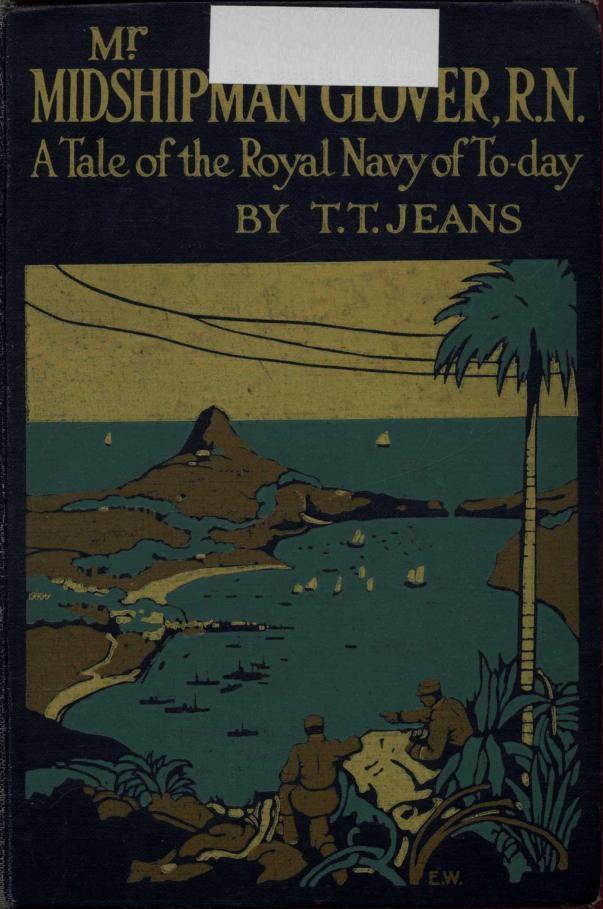 Mr
MIDSHIPMAN GLOVER, R.N.
A Tale of the Royal Navy of To-day
BY T.T. JEANS
E.W.